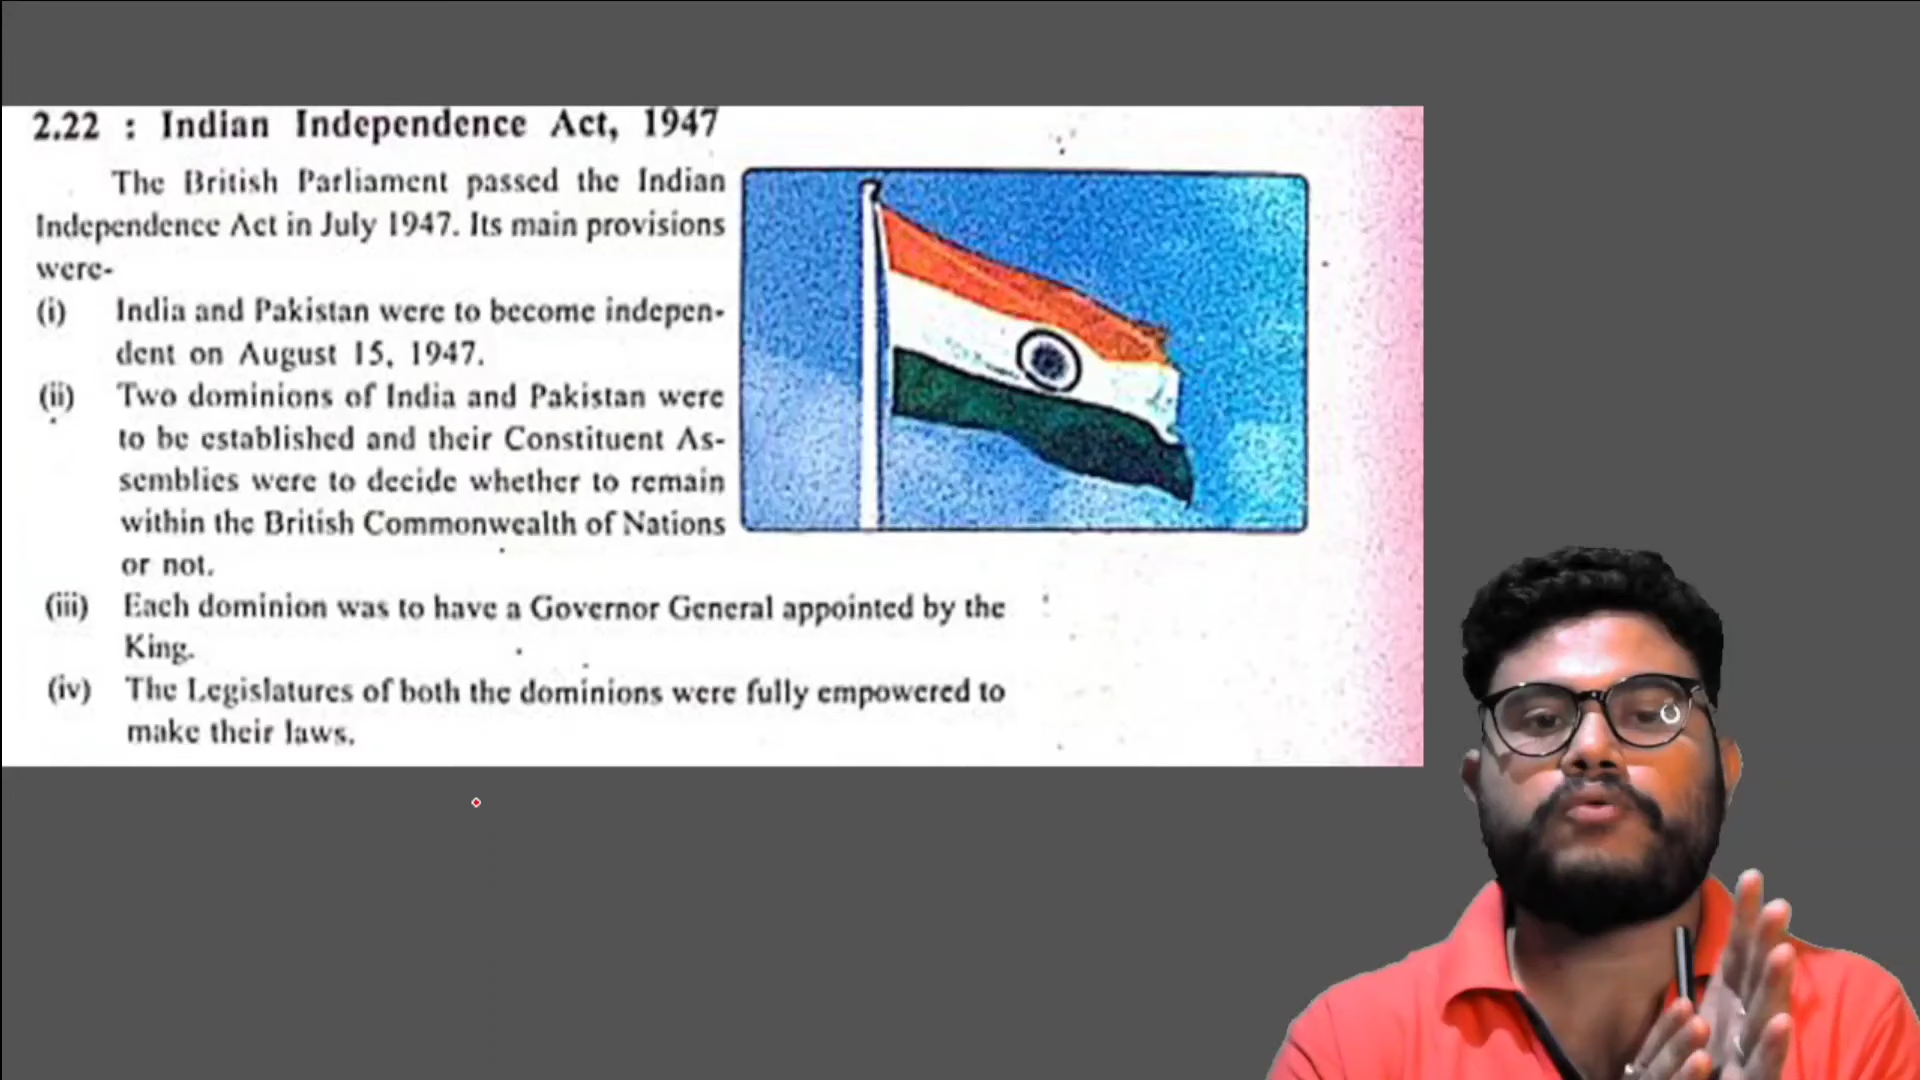 2.22 : Indian Independence Act, 1947
The British Parliament passed the Indian
Independence Act in July 1947. Its main provisions
were-
(i) India and Pakistan were to become indepen-
dent on August 15, 1947.
(ii) Two dominions of India and Pakistan were
to be established and their Constituent As-
semblies were to decide whether to remain
within the British Commonwealth of Nations
or not.
(iii) Each dominion was to have a Governor General appointed by the
King.
(iv) The Legislatures of both the dominions were fully empowered to
make their laws.